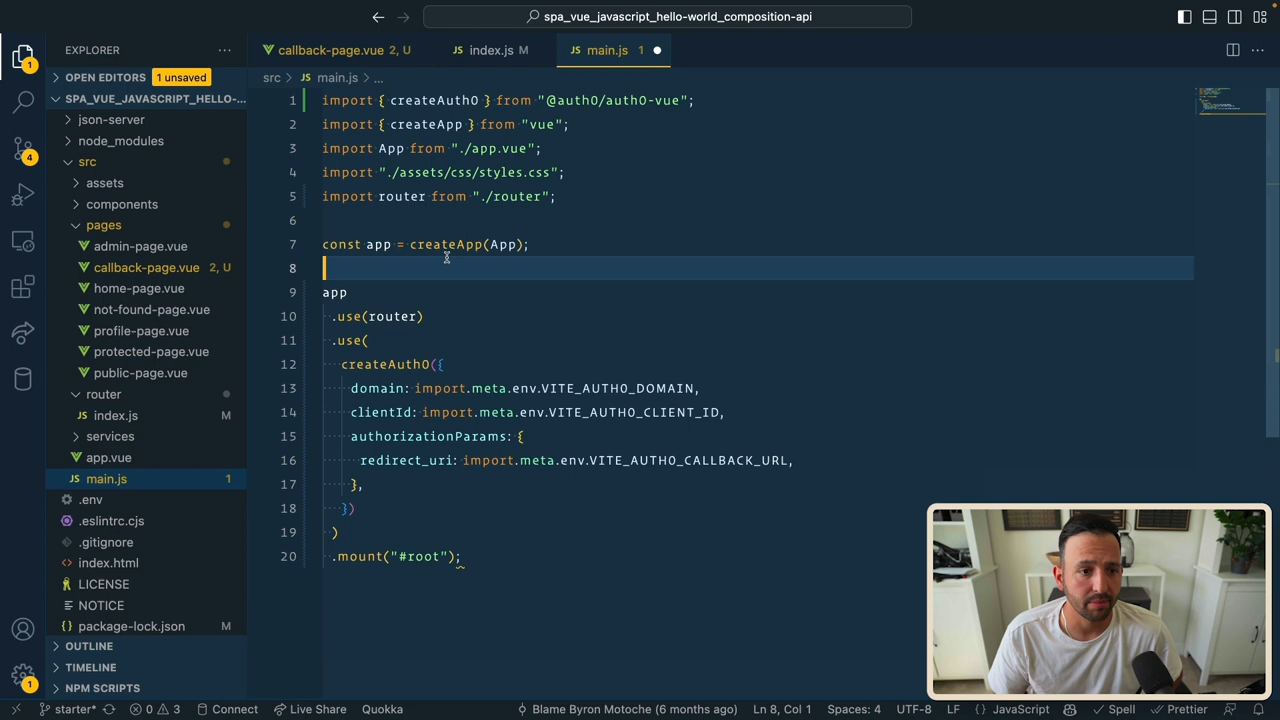 spa_vue_javascript_hello-world_composition-api
EXPLORER
callback-page.vue 2, U
index.js M
main.js 1
OPEN EDITORS 1 unsaved
src > main.js > ...
SPA_VUE_JAVASCRIPT_HELLO-...
json-server
node_modules
src
assets
components
pages
admin-page.vue
callback-page.vue 2, U
home-page.vue
not-found-page.vue
profile-page.vue
protected-page.vue
public-page.vue
router
index.js M
services
app.vue
main.js 1
.env
.eslintrc.cjs
.gitignore
index.html
LICENSE
NOTICE
package-lock.json M
OUTLINE
TIMELINE
NPM SCRIPTS
1
4
1
1 import { createAuth0 } from "@auth0/auth0-vue";
2 import { createApp } from "vue";
3 import App from "./app.vue";
4 import "./assets/css/styles.css";
5 import router from "./router";
6
7 const app = createApp(App);
8
9 app
10 .use(router)
11 .use(
12 createAuth0({
13 domain: import.meta.env.VITE_AUTH0_DOMAIN,
14 clientId: import.meta.env.VITE_AUTH0_CLIENT_ID,
15 authorizationParams: {
16 redirect_uri: import.meta.env.VITE_AUTH0_CALLBACK_URL,
17 },
18 })
19 )
20 .mount("#root");
starter* 0 3 Connect Live Share Quokka Blame Byron Motoche (6 months ago) Ln 8, Col 1 Spaces: 4 UTF-8 LF JavaScript Spell Prettier